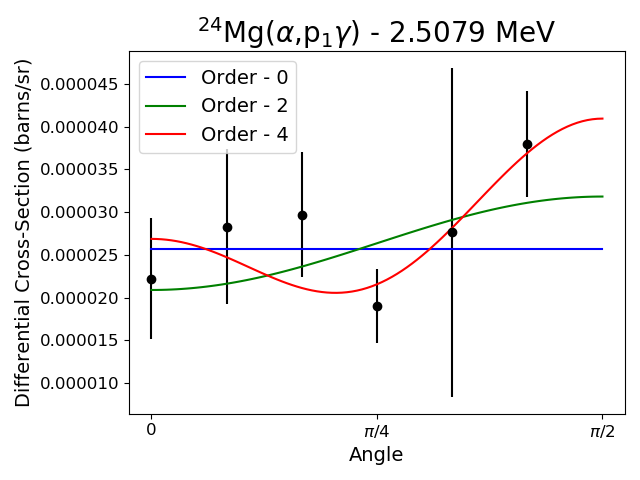 ²⁴Mg(α,p₁γ) - 2.5079 MeV
Order - 0
Order - 2
Order - 4
Differential Cross-Section (barns/sr)
0.000045
0.000040
0.000035
0.000030
0.000025
0.000020
0.000015
0.000010
0 π/4 π/2
Angle